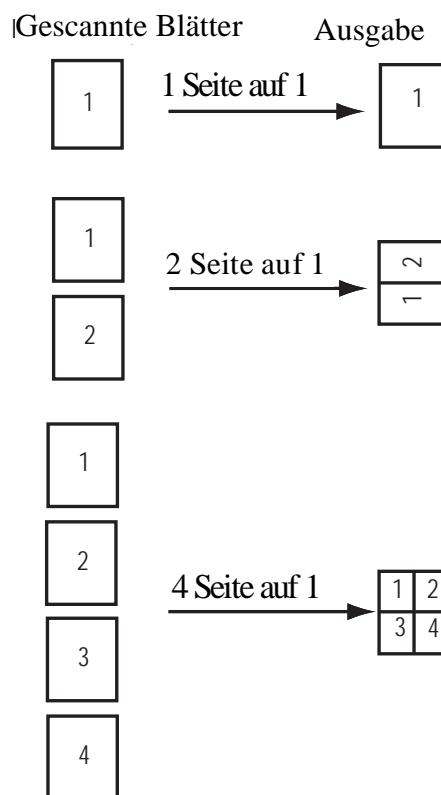 Gescannte Blätter Ausgabe
1 1 Seite auf 1 1
1
2 Seite auf 1
2
2
1
1
2
4 Seite auf 1
1 2
3 4
3
4